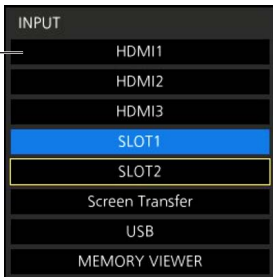 INPUT
HDMI1
HDMI2
HDMI3
SLOT1
SLOT2
Screen Transfer
USB
MEMORY VIEWER